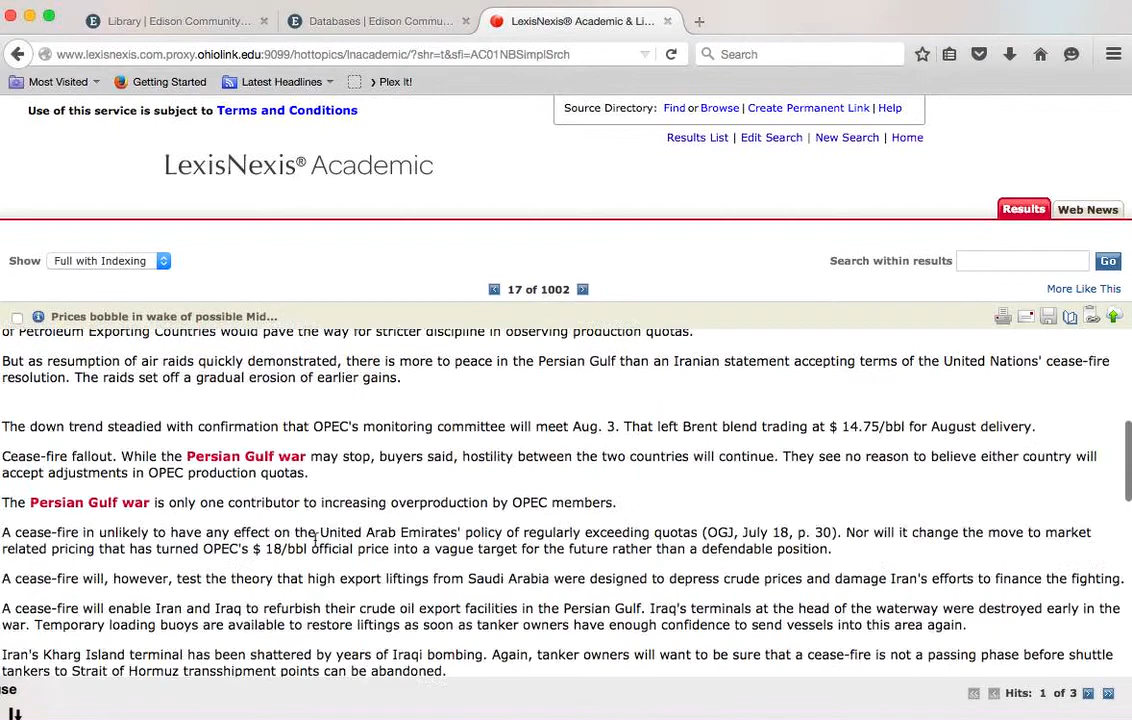 Library | Edison Community...
Databases | Edison Commu...
LexisNexis® Academic & Li...
www.lexisnexis.com.proxy.ohiolink.edu:9099/hottopics/lnacademic/?shr=t&sfi=AC01NBSimplSrch
Search
Most Visited
Getting Started
Latest Headlines
> Plex It!
Use of this service is subject to Terms and Conditions
Source Directory: Find or Browse | Create Permanent Link | Help
Results List | Edit Search | New Search | Home
LexisNexis® Academic
Results
Web News
Show
Full with Indexing
Search within results
Go
17 of 1002
More Like This
Prices bobble in wake of possible Mid...
of Petroleum Exporting Countries would pave the way for stricter discipline in observing production quotas.
But as resumption of air raids quickly demonstrated, there is more to peace in the Persian Gulf than an Iranian statement accepting terms of the United Nations' cease-fire
resolution. The raids set off a gradual erosion of earlier gains.
The down trend steadied with confirmation that OPEC's monitoring committee will meet Aug. 3. That left Brent blend trading at $ 14.75/bbl for August delivery.
Cease-fire fallout. While the Persian Gulf war may stop, buyers said, hostility between the two countries will continue. They see no reason to believe either country will
accept adjustments in OPEC production quotas.
The Persian Gulf war is only one contributor to increasing overproduction by OPEC members.
A cease-fire in unlikely to have any effect on the United Arab Emirates' policy of regularly exceeding quotas (OGJ, July 18, p. 30). Nor will it change the move to market
related pricing that has turned OPEC's $ 18/bbl official price into a vague target for the future rather than a defendable position.
A cease-fire will, however, test the theory that high export liftings from Saudi Arabia were designed to depress crude prices and damage Iran's efforts to finance the fighting.
A cease-fire will enable Iran and Iraq to refurbish their crude oil export facilities in the Persian Gulf. Iraq's terminals at the head of the waterway were destroyed early in the
war. Temporary loading buoys are available to restore liftings as soon as tanker owners have enough confidence to send vessels into this area again.
Iran's Kharg Island terminal has been shattered by years of Iraqi bombing. Again, tanker owners will want to be sure that a cease-fire is not a passing phase before shuttle
tankers to Strait of Hormuz transshipment points can be abandoned.
se
Hits: 1 of 3